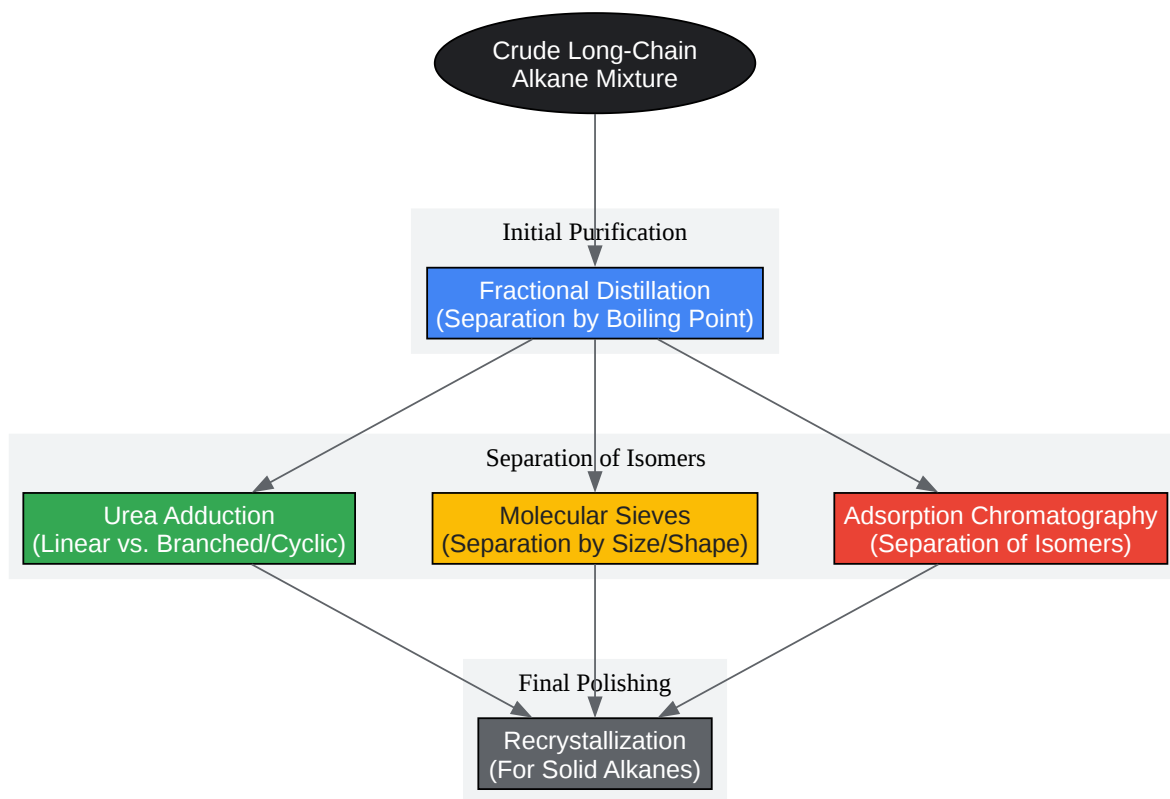 Crude Long-Chain
Alkane Mixture
Initial Purification
Fractional Distillation
(Separation by Boiling Point)
Separation of Isomers
Urea Adduction
(Linear vs. Branched/Cyclic)
Molecular Sieves
(Separation by Size/Shape)
Adsorption Chromatography
(Separation of Isomers)
Final Polishing
Recrystallization
(For Solid Alkanes)